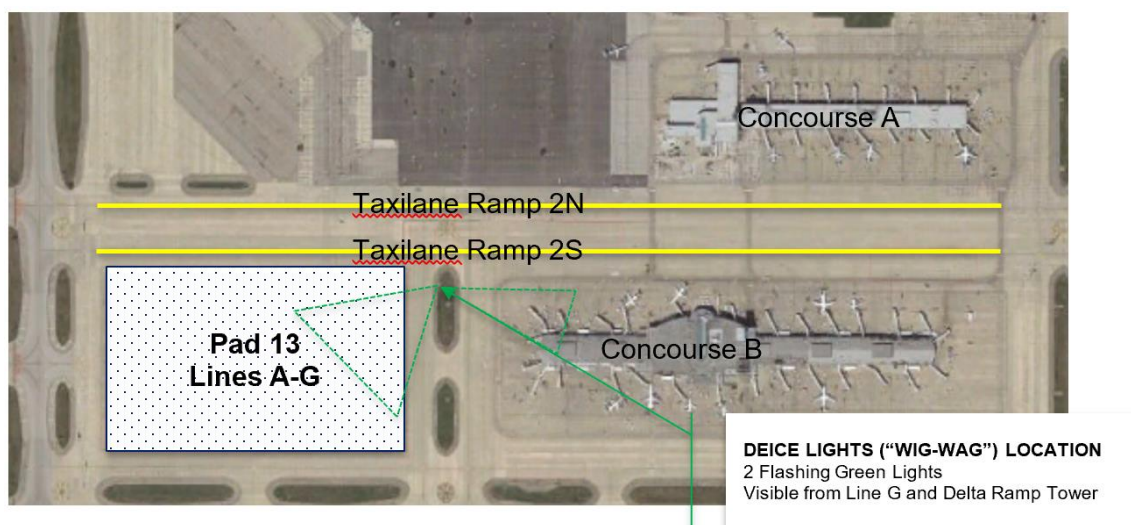 Concourse A
Taxilane Ramp 2N
Taxilane Ramp 2S
Pad 13
Lines A-G
Concourse B
DEICE LIGHTS (“WIG-WAG”) LOCATION
2 Flashing Green Lights
Visible from Line G and Delta Ramp Tower